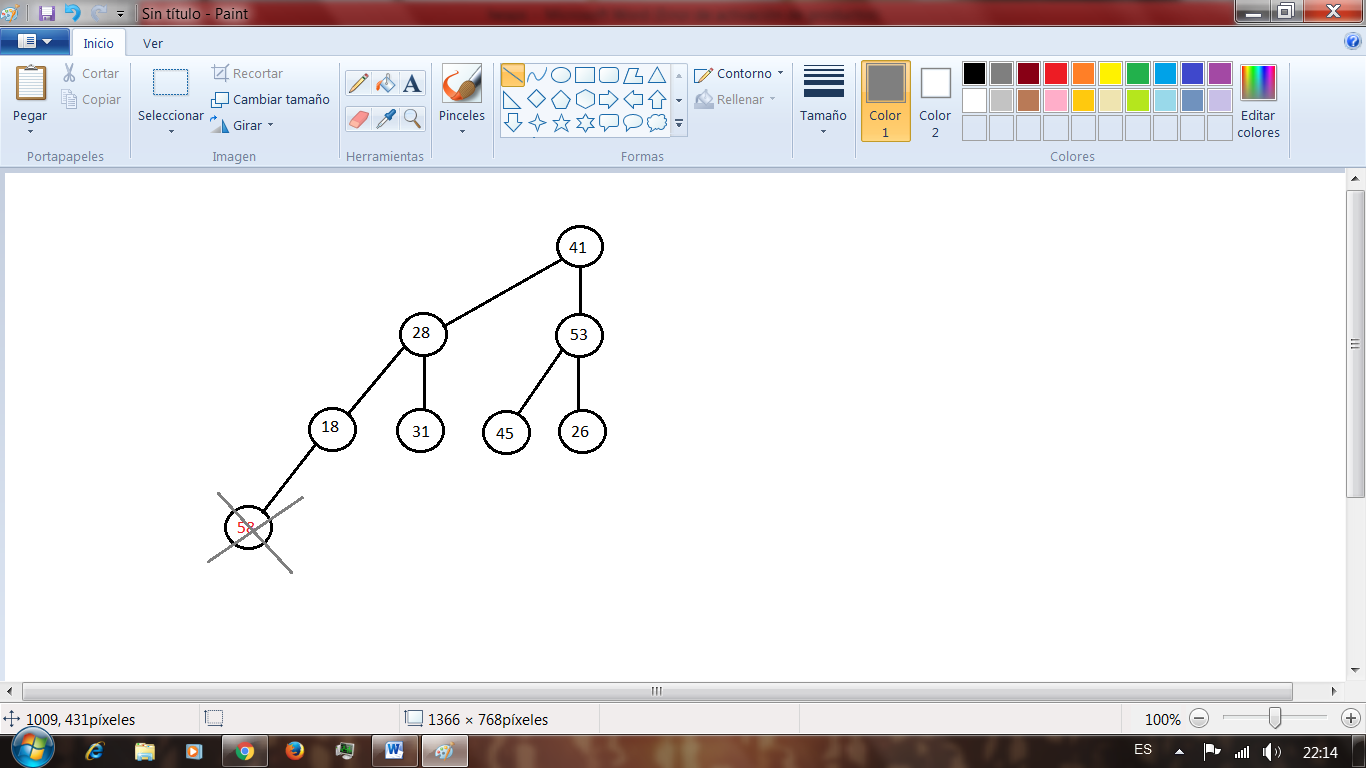 Sin título - Paint
Inicio Ver
Pegar
Cortar
Copiar
Portapapeles
Seleccionar
Recortar
Cambiar tamaño
Girar
Imagen
A
Herramientas
Pinceles
Contorno
Rellenar
Formas
Tamaño
Color
1
Color
2
Editar
colores
Colores
41
28 53
18 31 45 26
58
1009, 431píxeles 1366 × 768píxeles 100%
W ES 22:14